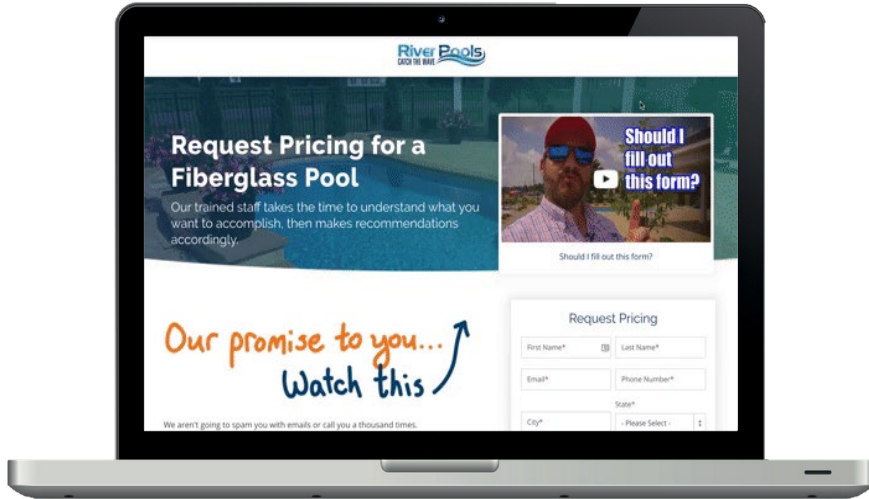 River Pools
CATCH THE WAVE
Request Pricing for a
Fiberglass Pool
Our trained staff takes the time to understand what you
want to accomplish, then makes recommendations
accordingly.
Should I
fill out
this form?
Should I fill out this form?
Our promise to you...
Watch this
We aren't going to spam you with emails or call you a thousand times.
Request Pricing
First Name*
Last Name*
Email*
Phone Number*
State*
City*
- Please Select -